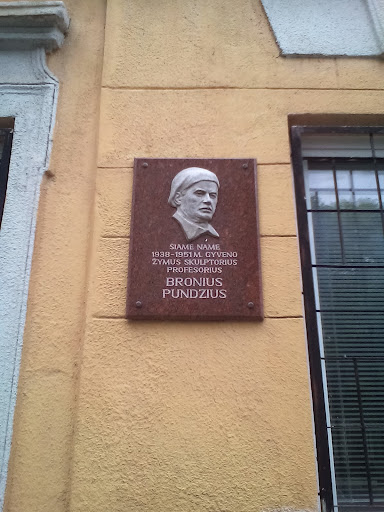 ŠIAME NAME
1938-1951 M. GYVENO
ŽYMUS SKULPTORIUS
PROFESORIUS
BRONIUS
PUNDZIUS